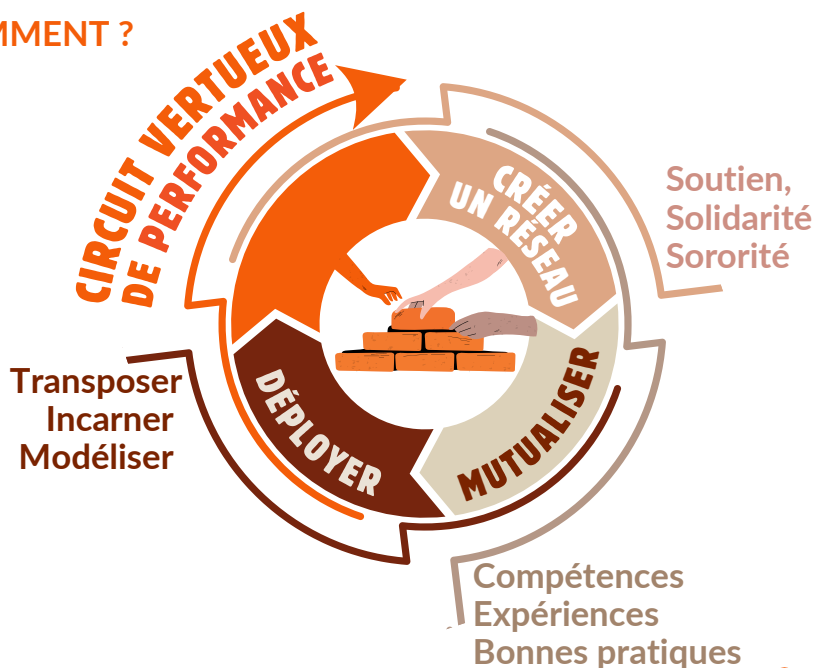 MMENT ?
CIRCUIT VERTUEUX
DE PERFORMANCE
CRÉER
UN RÉSEAU
Soutien,
Solidarité
Sororité
MUTUALISER
Compétences
Expériences
Bonnes pratiques
DÉPLOYER
Transposer
Incarner
Modéliser